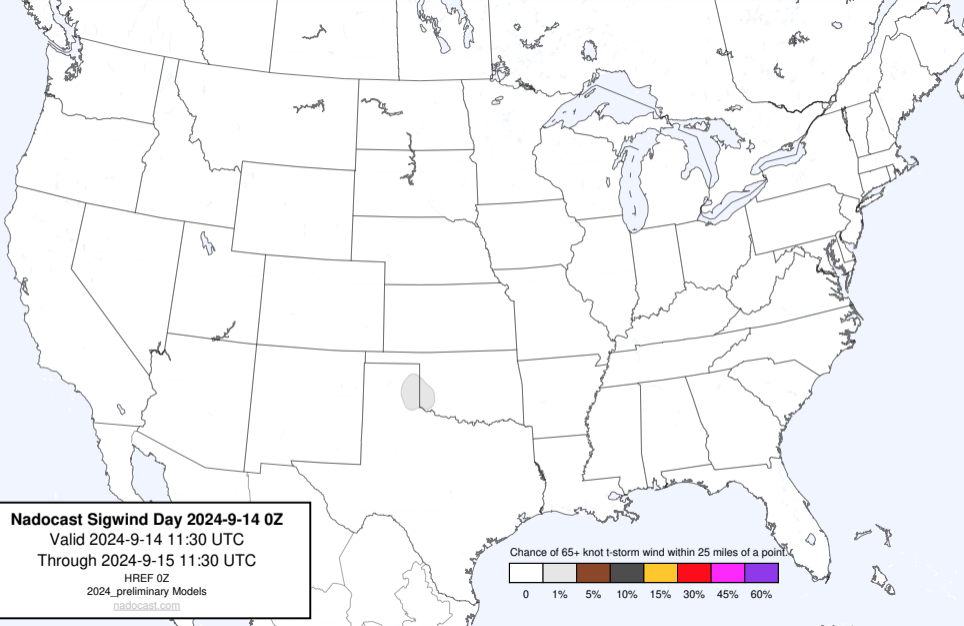 Nadocast Sigwind Day 2024-9-14 0Z
Valid 2024-9-14 11:30 UTC
Through 2024-9-15 11:30 UTC
HREF 0Z
2024_preliminary Models
nadocast.com
Chance of 65+ knot t-storm wind within 25 miles of a point.
0 1% 5% 10% 15% 30% 45% 60%